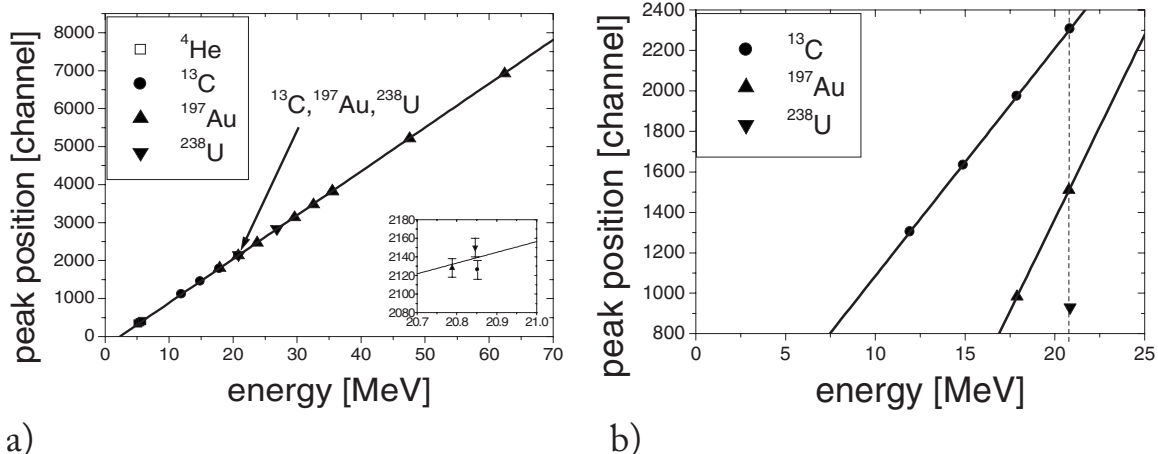 peak position [channel]
8000
7000
6000
5000
4000
3000
2000
1000
0
⁴He
¹³C
¹⁹⁷Au
²³⁸U
¹³C,¹⁹⁷Au,²³⁸U
2180
2160
2140
2120
2100
2080
20.7 20.8 20.9 21.0
0 10 20 30 40 50 60 70
energy [MeV]
a)
peak position [channel]
2400
2200
2000
1800
1600
1400
1200
1000
800
¹³C
¹⁹⁷Au
²³⁸U
0 5 10 15 20 25
energy [MeV]
b)